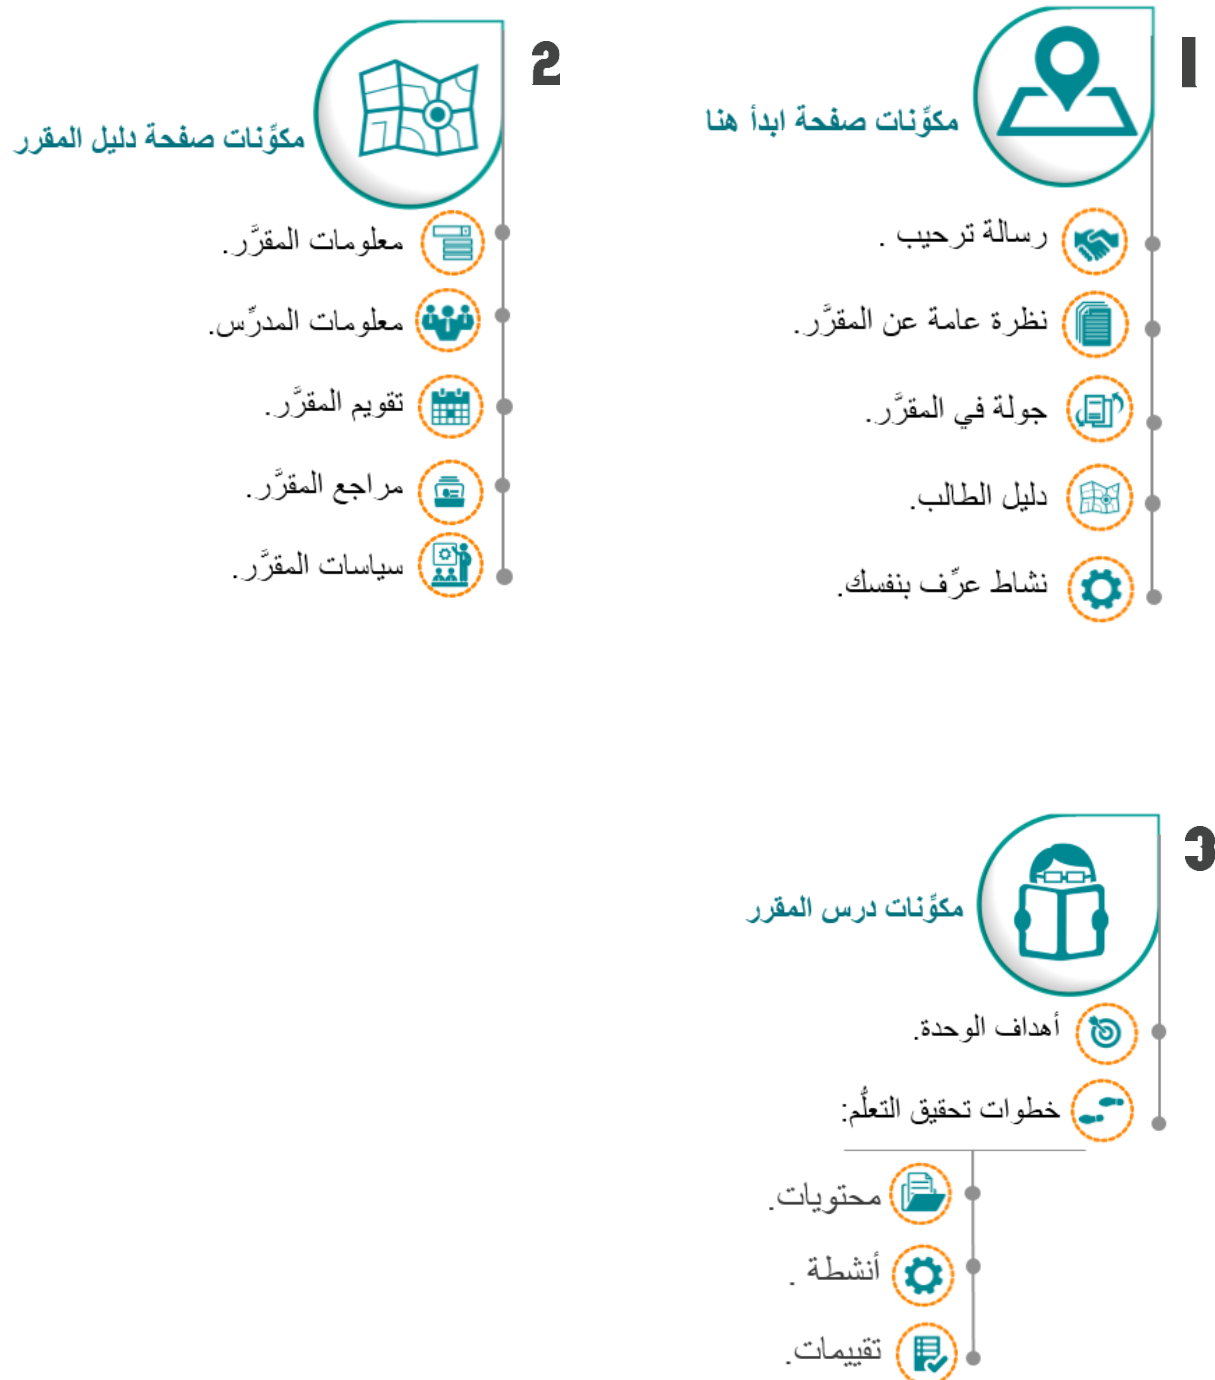 1
مكوِّنات صفحة ابدأ هنا
رسالة ترحيب .
نظرة عامة عن المقرَّر.
جولة في المقرَّر.
دليل الطالب.
نشاط عرِّف بنفسك.
2
مكوِّنات صفحة دليل المقرر
معلومات المقرَّر.
معلومات المدرِّس.
تقويم المقرَّر.
مراجع المقرَّر.
سياسات المقرَّر.
3
مكوِّنات درس المقرر
أهداف الوحدة.
خطوات تحقيق التعلُّم:
محتويات.
أنشطة .
تقييمات.